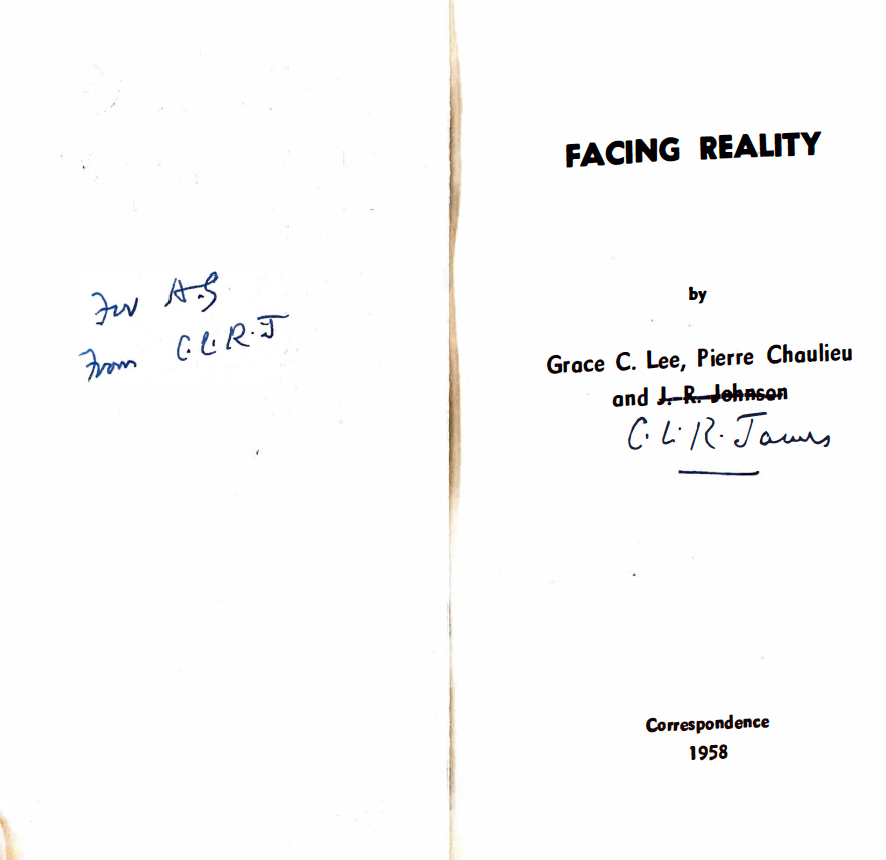 For A.G
From C.L.R.J
FACING REALITY
by
Grace C. Lee, Pierre Chaulieu
and J. R. Johnson
C.L.R. James
Correspondence
1958